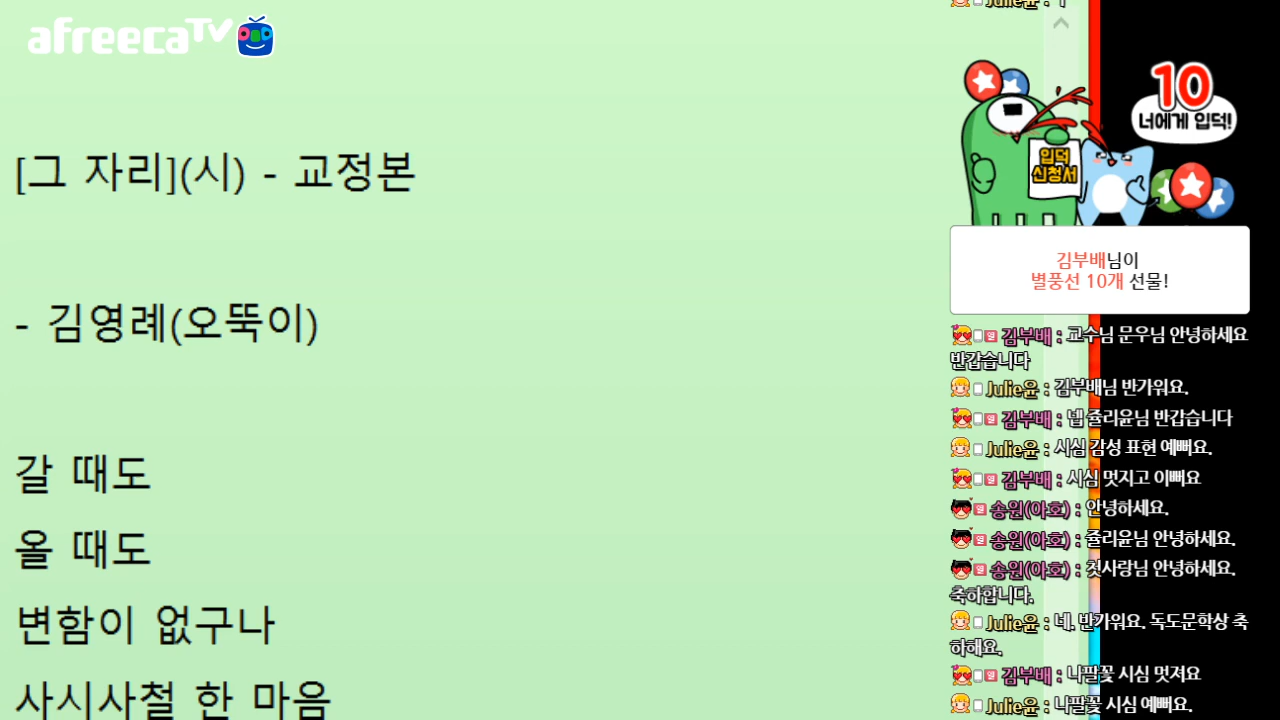 afreecaTV
[그 자리](시) - 교정본
- 김영례(오뚝이)
갈 때도
올 때도
변함이 없구나
사시사철 한 마음
Julie윤 :
10
너에게 입덕!
입덕
신청서
김부배님이
별풍선 10개 선물!
김부배 : 교수님 문우님 안녕하세요
반갑습니다
Julie윤 : 김부배님 반가워요.
김부배 : 넵 쥴리윤님 반갑습니다
Julie윤 : 시심 감성 표현 예뻐요.
김부배 : 시심 멋지고 이뻐요
송원(아호) : 안녕하세요.
송원(아호) : 쥴리윤님 안녕하세요.
송원(아호) : 첫사랑님 안녕하세요.
축하합니다.
Julie윤 : 네. 반가워요. 독도문학상 축
하해요.
김부배 : 나팔꽃 시심 멋져요
Julie윤 : 나팔꽃 시심 예뻐요.